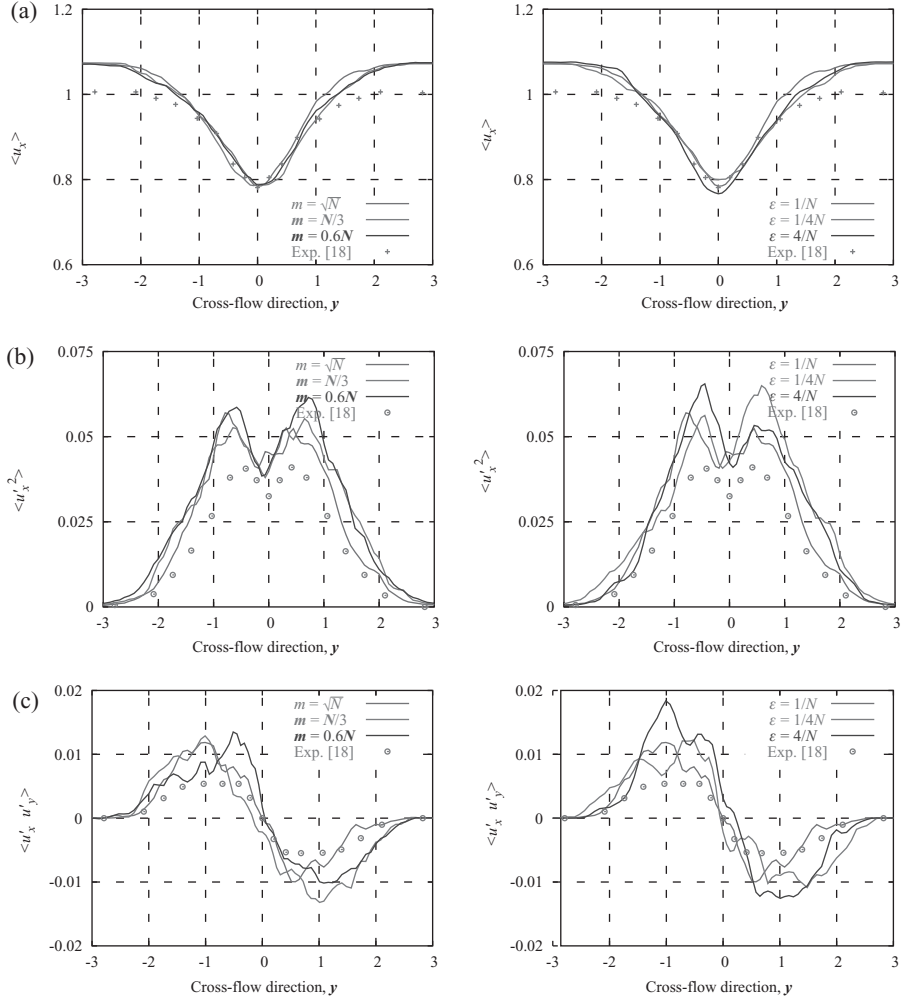 (a)
1.2
1
0.8
0.6
<u_x>
m = √N
m = N/3
m = 0.6N
Exp. [18]
-3 -2 -1 0 1 2 3
Cross-flow direction, y
1.2
1
0.8
0.6
<u_x>
ε = 1/N
ε = 1/4N
ε = 4/N
Exp. [18]
-3 -2 -1 0 1 2 3
Cross-flow direction, y
(b)
0.075
0.05
0.025
0
<u'_x^2>
m = √N
m = N/3
m = 0.6N
Exp. [18]
-3 -2 -1 0 1 2 3
Cross-flow direction, y
0.075
0.05
0.025
0
<u'_x^2>
ε = 1/N
ε = 1/4N
ε = 4/N
Exp. [18]
-3 -2 -1 0 1 2 3
Cross-flow direction, y
(c)
0.02
0.01
0
-0.01
-0.02
<u'_x u'_y>
m = √N
m = N/3
m = 0.6N
Exp. [18]
-3 -2 -1 0 1 2 3
Cross-flow direction, y
0.02
0.01
0
-0.01
-0.02
<u'_x u'_y>
ε = 1/N
ε = 1/4N
ε = 4/N
Exp. [18]
-3 -2 -1 0 1 2 3
Cross-flow direction, y